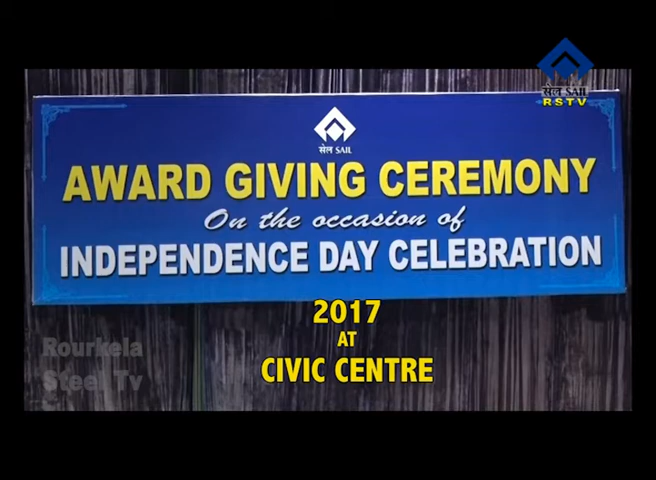 सेल SAIL
RSTV
सेल SAIL
AWARD GIVING CEREMONY
On the occasion of
INDEPENDENCE DAY CELEBRATION
2017
AT
CIVIC CENTRE
Rourkela
Steel Tv